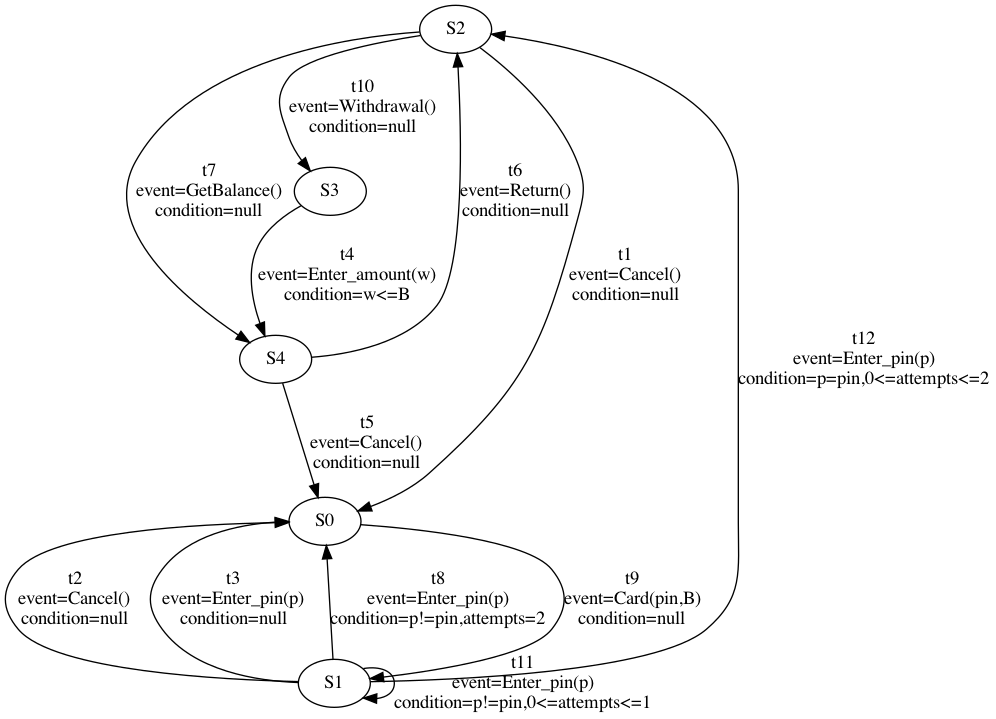 S2
t10
event=Withdrawal()
condition=null
t7
event=GetBalance()
condition=null
S3
t6
event=Return()
condition=null
t4
event=Enter_amount(w)
condition=w<=B
t1
event=Cancel()
condition=null
t12
event=Enter_pin(p)
condition=p=pin,0<=attempts<=2
S4
t5
event=Cancel()
condition=null
S0
t2
event=Cancel()
condition=null
t3
event=Enter_pin(p)
condition=null
t8
event=Enter_pin(p)
condition=p!=pin,attempts=2
t9
event=Card(pin,B)
condition=null
S1
t11
event=Enter_pin(p)
condition=p!=pin,0<=attempts<=1